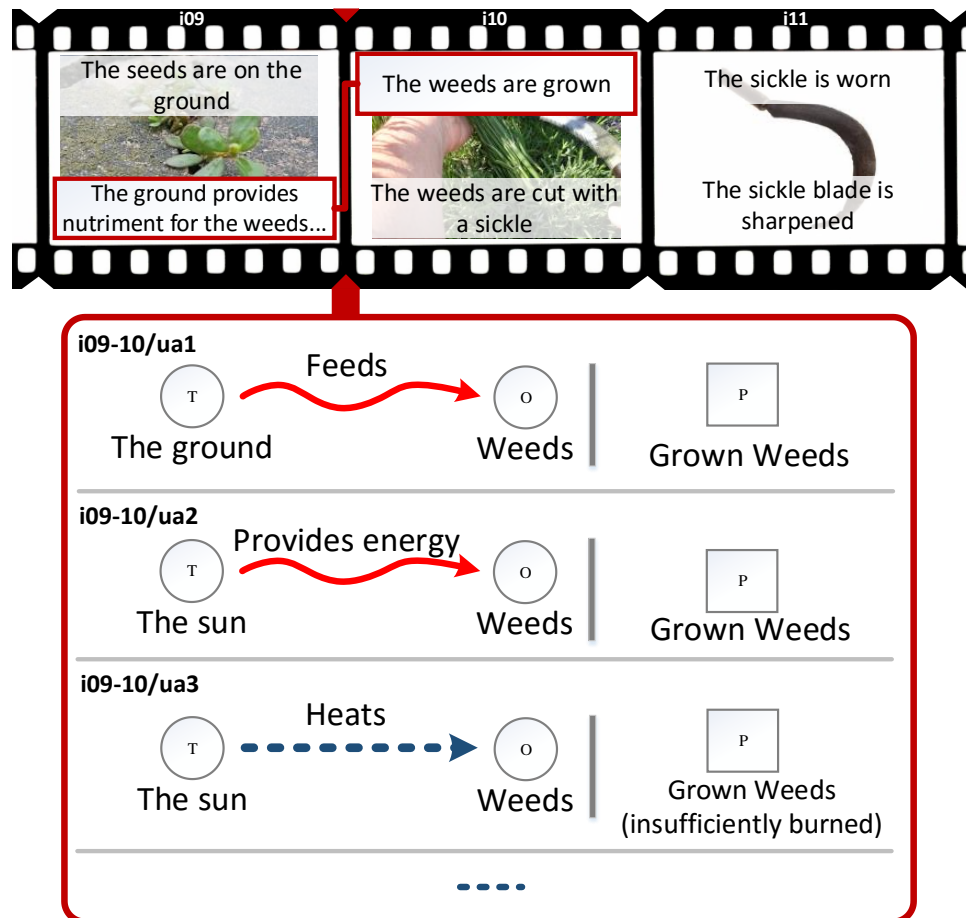 i09
i10
i11
The seeds are on the
ground
The ground provides
nutriment for the weeds...
The weeds are grown
The weeds are cut with
a sickle
The sickle is worn
The sickle blade is
sharpened
i09-10/ua1
Feeds
T
O
P
The ground
Weeds
Grown Weeds
i09-10/ua2
Provides energy
T
O
P
The sun
Weeds
Grown Weeds
i09-10/ua3
Heats
T
O
P
The sun
Weeds
Grown Weeds
(insufficiently burned)